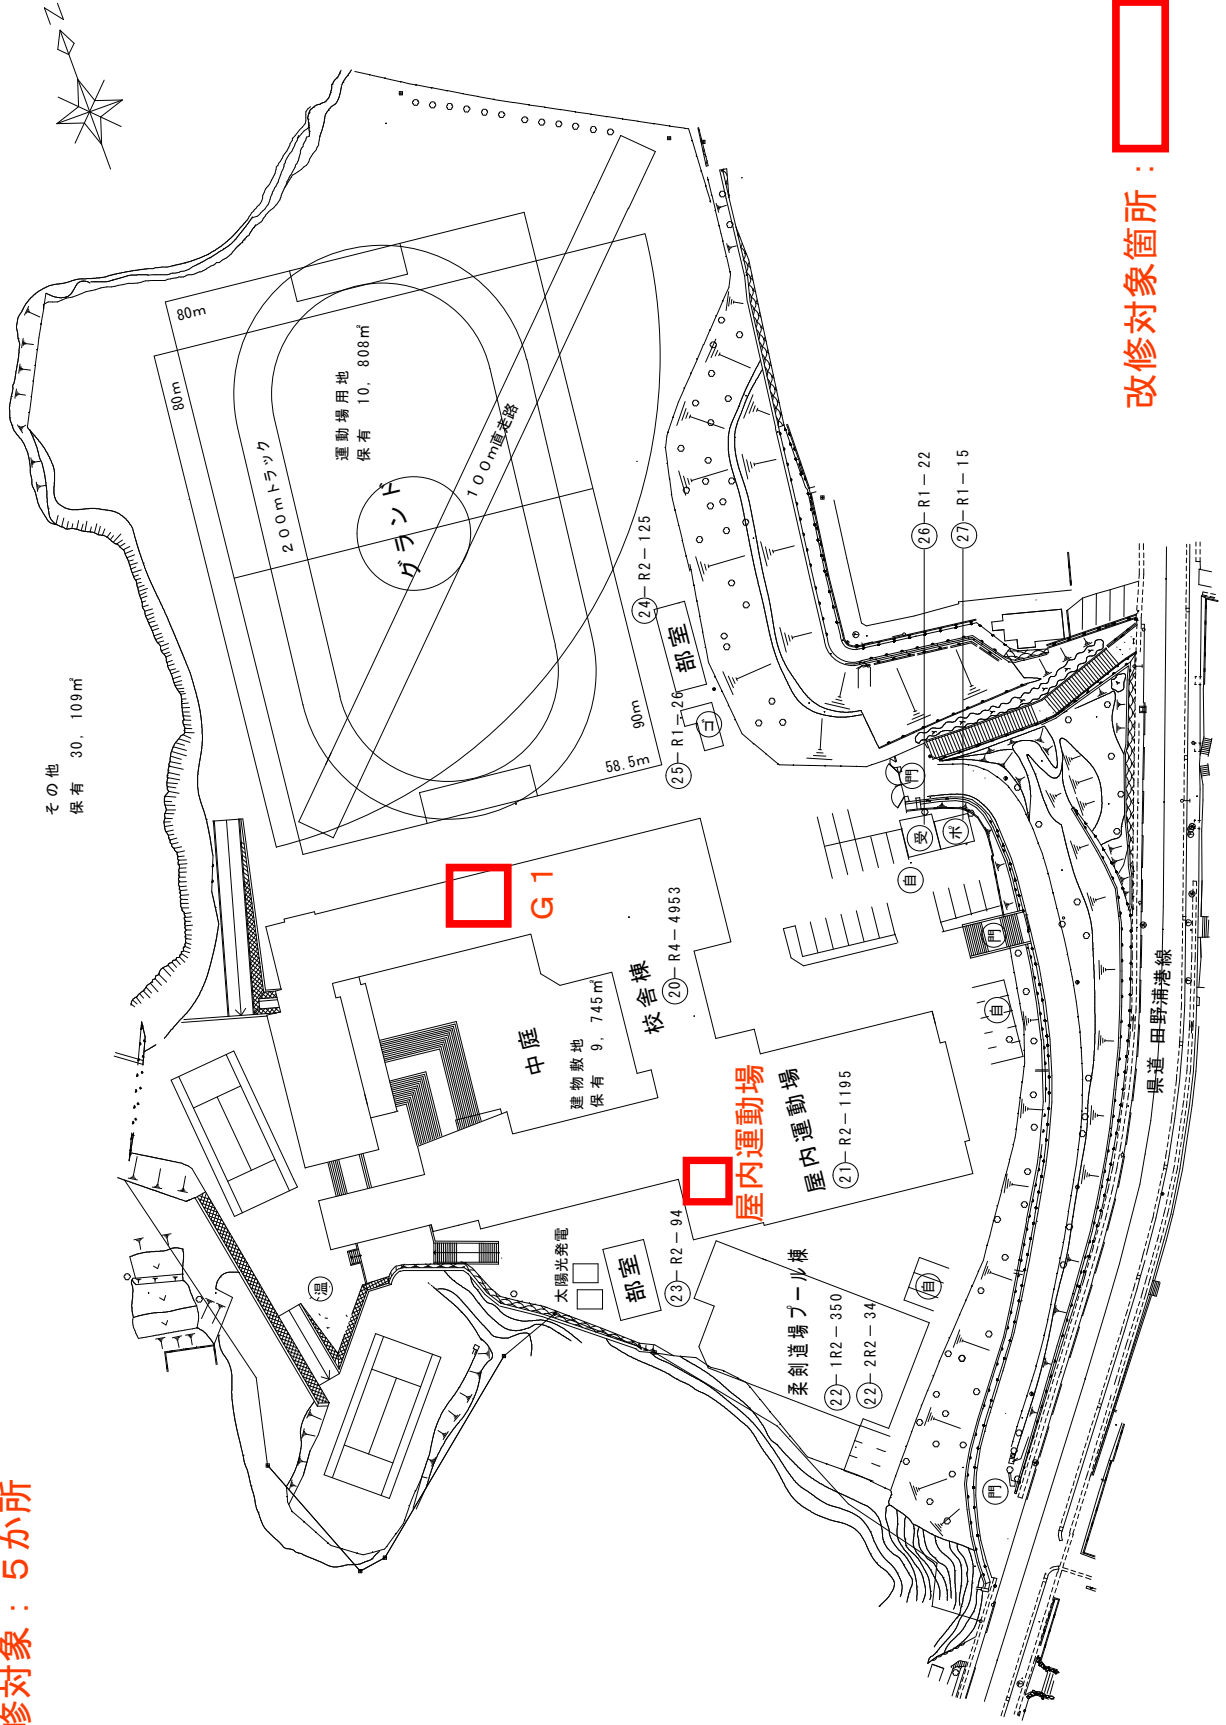 修対象：５か所
改修対象箇所：
Z
その他
保有　30, 109㎡
80m
80m
２００mトラック
運動場用地
保有　10, 808㎡
グランド
１００m直走路
90m
58.5m
24-R2-125
部室
25-R1-26
ゴ
26-R1-22
27-R1-15
門
受
ポ
自
門
自
G 1
中庭
建物敷地
保有　9, 745㎡
校舎棟
20-R4-4953
屋内運動場
屋内運動場
21-R2-1195
太陽光発電
部室
23-R2-94
温
柔剣道場プール棟
22-1R2-350
22-2R2-34
自
門
県道 田野浦港線